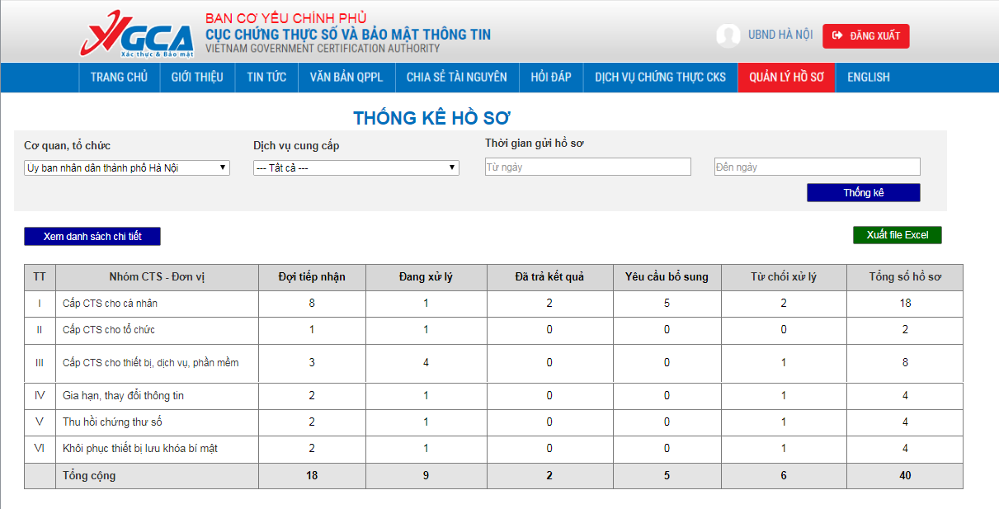 BAN CƠ YẾU CHÍNH PHỦ
CỤC CHỨNG THỰC SỐ VÀ BẢO MẬT THÔNG TIN
VIETNAM GOVERNMENT CERTIFICATION AUTHORITY
VGCA
Xác thực & Bảo mật
UBND HÀ NỘI
ĐĂNG XUẤT
TRANG CHỦ GIỚI THIỆU TIN TỨC VĂN BẢN QPPL CHIA SẺ TÀI NGUYÊN HỎI ĐÁP DỊCH VỤ CHỨNG THỰC CKS QUẢN LÝ HỒ SƠ ENGLISH
THỐNG KÊ HỒ SƠ
Cơ quan, tổ chức Dịch vụ cung cấp Thời gian gửi hồ sơ
Ủy ban nhân dân thành phố Hà Nội --- Tất cả --- Từ ngày Đến ngày
Thống kê
Xem danh sách chi tiết Xuất file Excel
TT Nhóm CTS - Đơn vị Đợi tiếp nhận Đang xử lý Đã trả kết quả Yêu cầu bổ sung Từ chối xử lý Tổng số hồ sơ
I Cấp CTS cho cá nhân 8 1 2 5 2 18
II Cấp CTS cho tổ chức 1 1 0 0 0 2
III Cấp CTS cho thiết bị, dịch vụ, phần mềm 3 4 0 0 1 8
IV Gia hạn, thay đổi thông tin 2 1 0 0 1 4
V Thu hồi chứng thư số 2 1 0 0 1 4
VI Khôi phục thiết bị lưu khóa bí mật 2 1 0 0 1 4
Tổng cộng 18 9 2 5 6 40